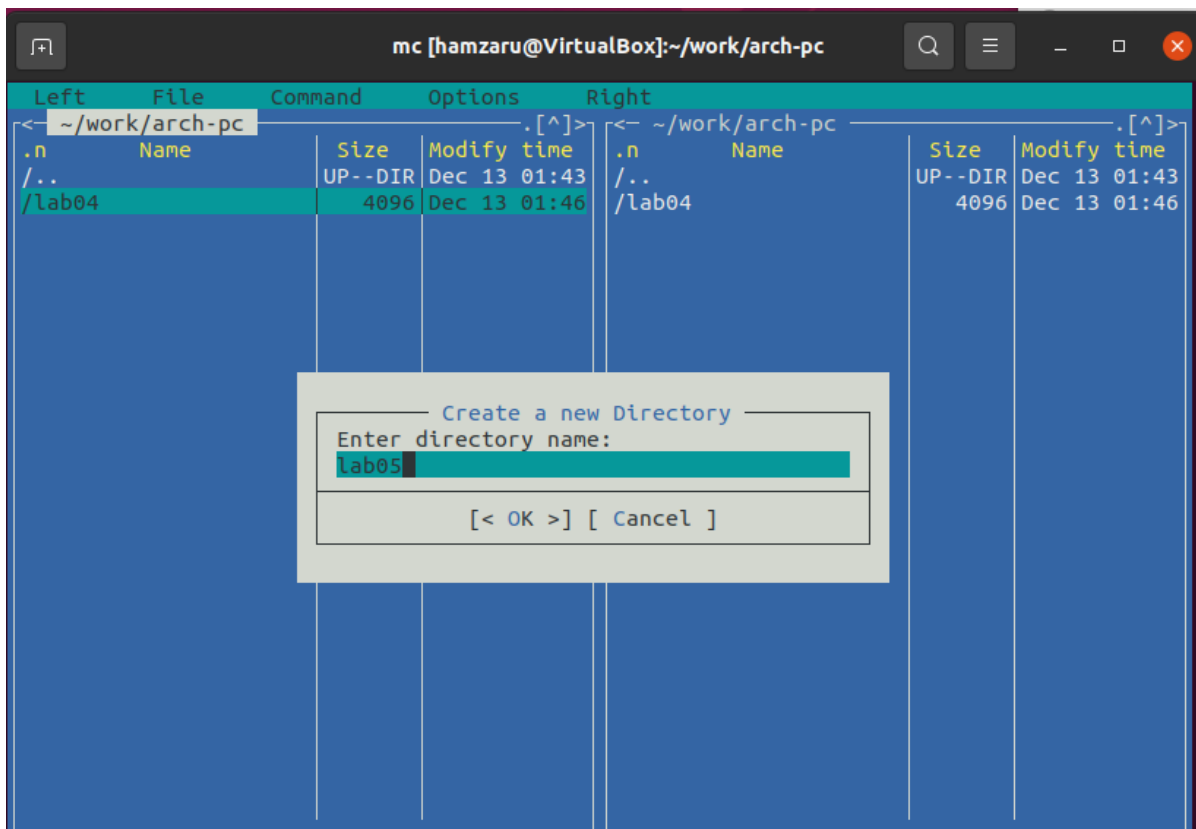 mc [hamzaru@VirtualBox]:~/work/arch-pc
Left File Command Options Right
<─ ~/work/arch-pc ─.[^]>
.n Name Size Modify time
/.. UP--DIR Dec 13 01:43
/lab04 4096 Dec 13 01:46
<─ ~/work/arch-pc ─.[^]>
.n Name Size Modify time
/.. UP--DIR Dec 13 01:43
/lab04 4096 Dec 13 01:46
Create a new Directory
Enter directory name:
lab05
[< OK >] [ Cancel ]